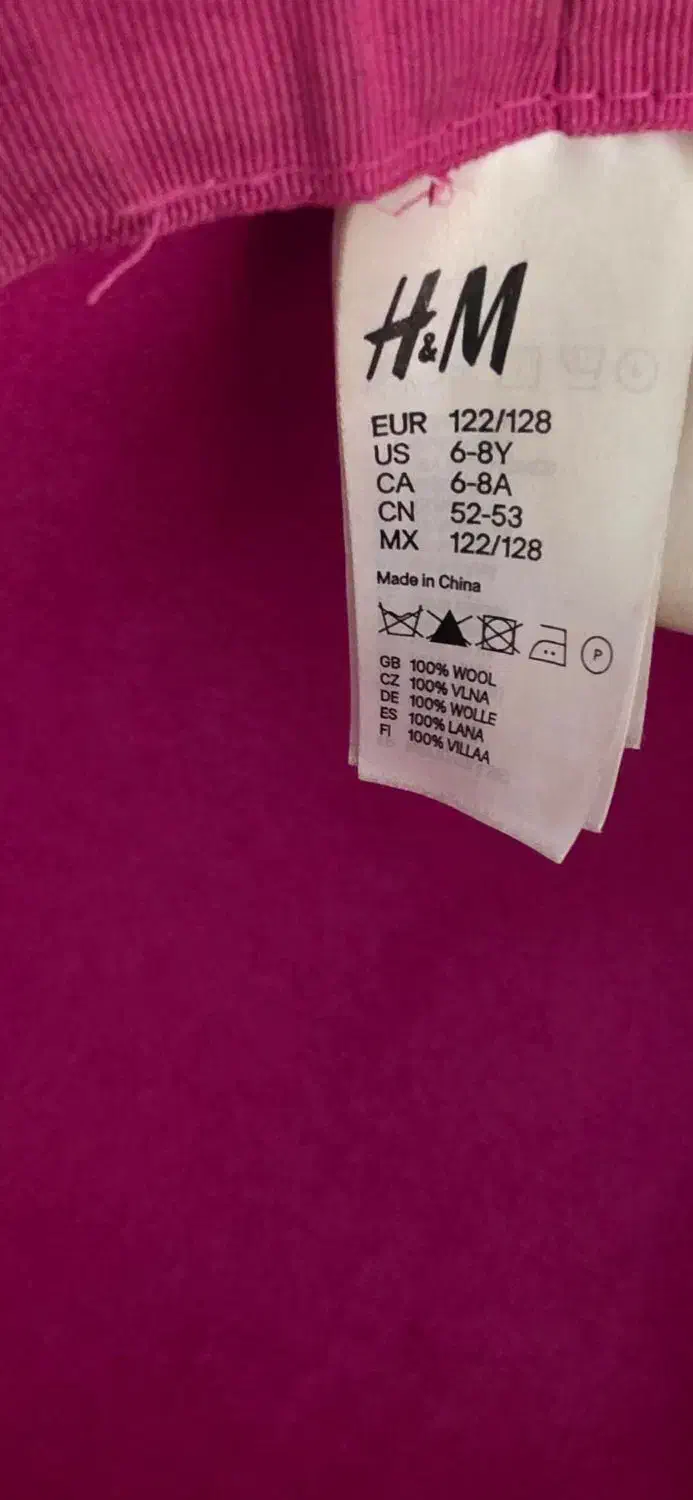 H&M
EUR 122/128
US 6-8Y
CA 6-8A
CN 52-53
MX 122/128
Made in China
P
GB 100% WOOL
CZ 100% VLNA
DE 100% WOLLE
ES 100% LANA
FI 100% VILLAA